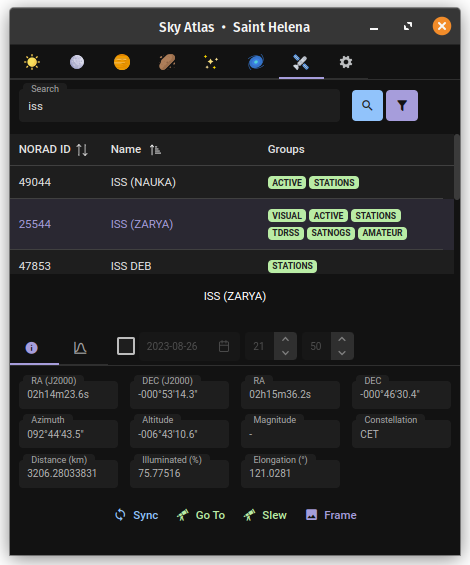 Sky Atlas • Saint Helena
Search
iss
NORAD ID Name Groups
49044 ISS (NAUKA) ACTIVE STATIONS
25544 ISS (ZARYA) VISUAL ACTIVE STATIONS
TDRSS SATNOGS AMATEUR
47853 ISS DEB STATIONS
ISS (ZARYA)
2023-08-26 21 50
RA (J2000) DEC (J2000) RA DEC
02h14m23.6s -000°53'14.3" 02h15m36.2s -000°46'30.4"
Azimuth Altitude Magnitude Constellation
092°44'43.5" -006°43'10.6" - CET
Distance (km) Illuminated (%) Elongation (°)
3206.28033831 75.77516 121.0281
Sync Go To Slew Frame